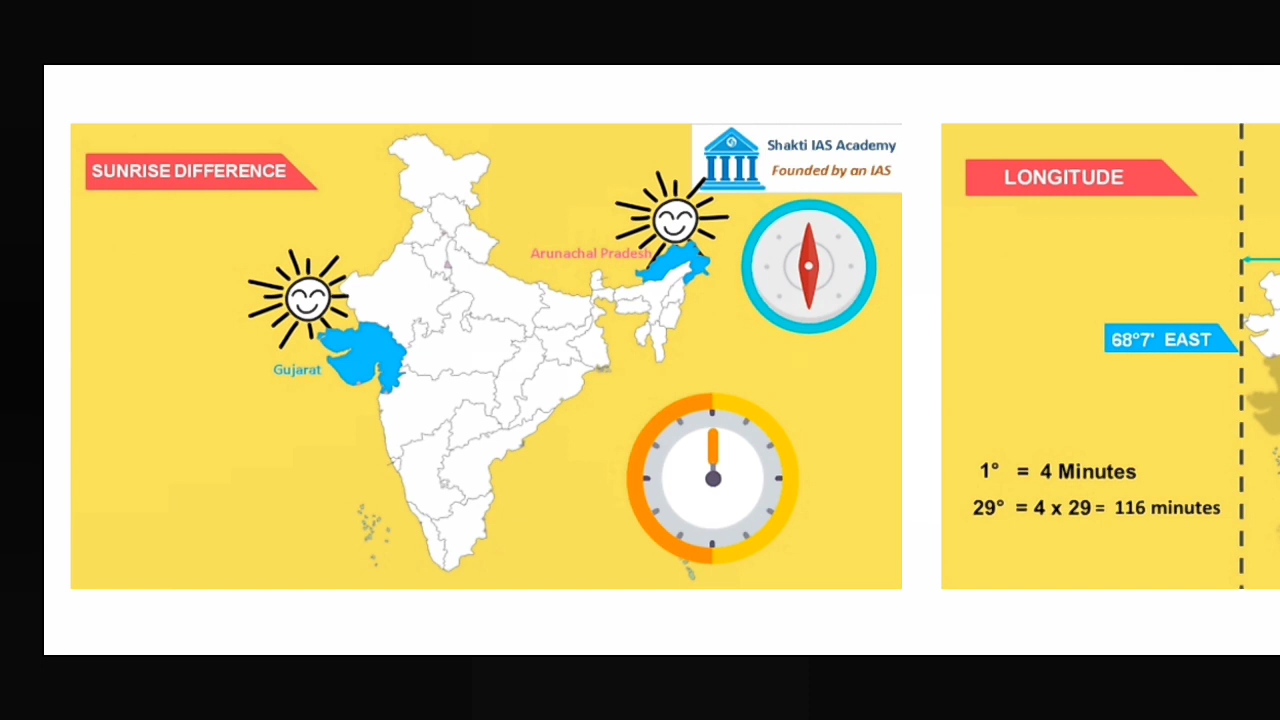 SUNRISE DIFFERENCE
Shakti IAS Academy
Founded by an IAS
Arunachal Pradesh
Gujarat
LONGITUDE
68°7' EAST
1° = 4 Minutes
29° = 4 x 29 = 116 minutes